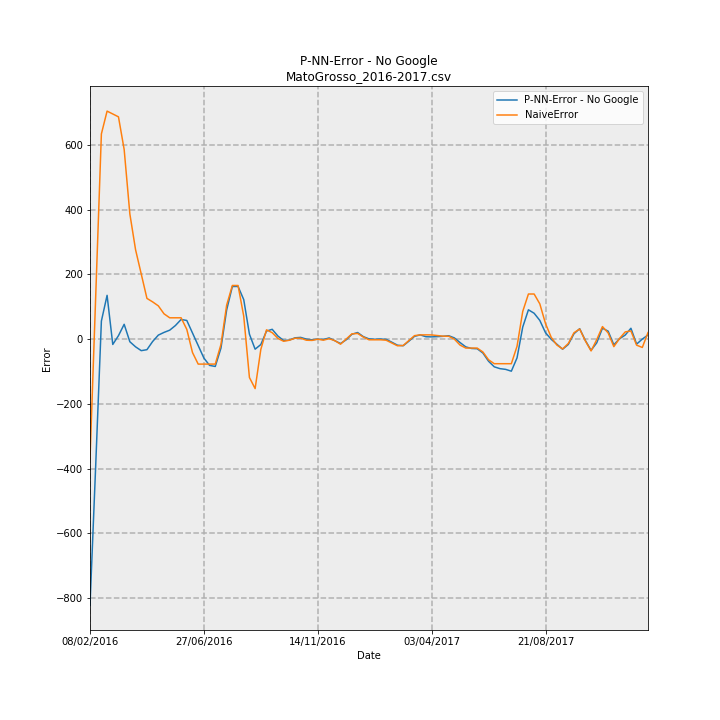 P-NN-Error - No Google
MatoGrosso_2016-2017.csv
P-NN-Error - No Google
NaiveError
600
400
200
0
−200
−400
−600
−800
Error
08/02/2016
27/06/2016
14/11/2016
03/04/2017
21/08/2017
Date